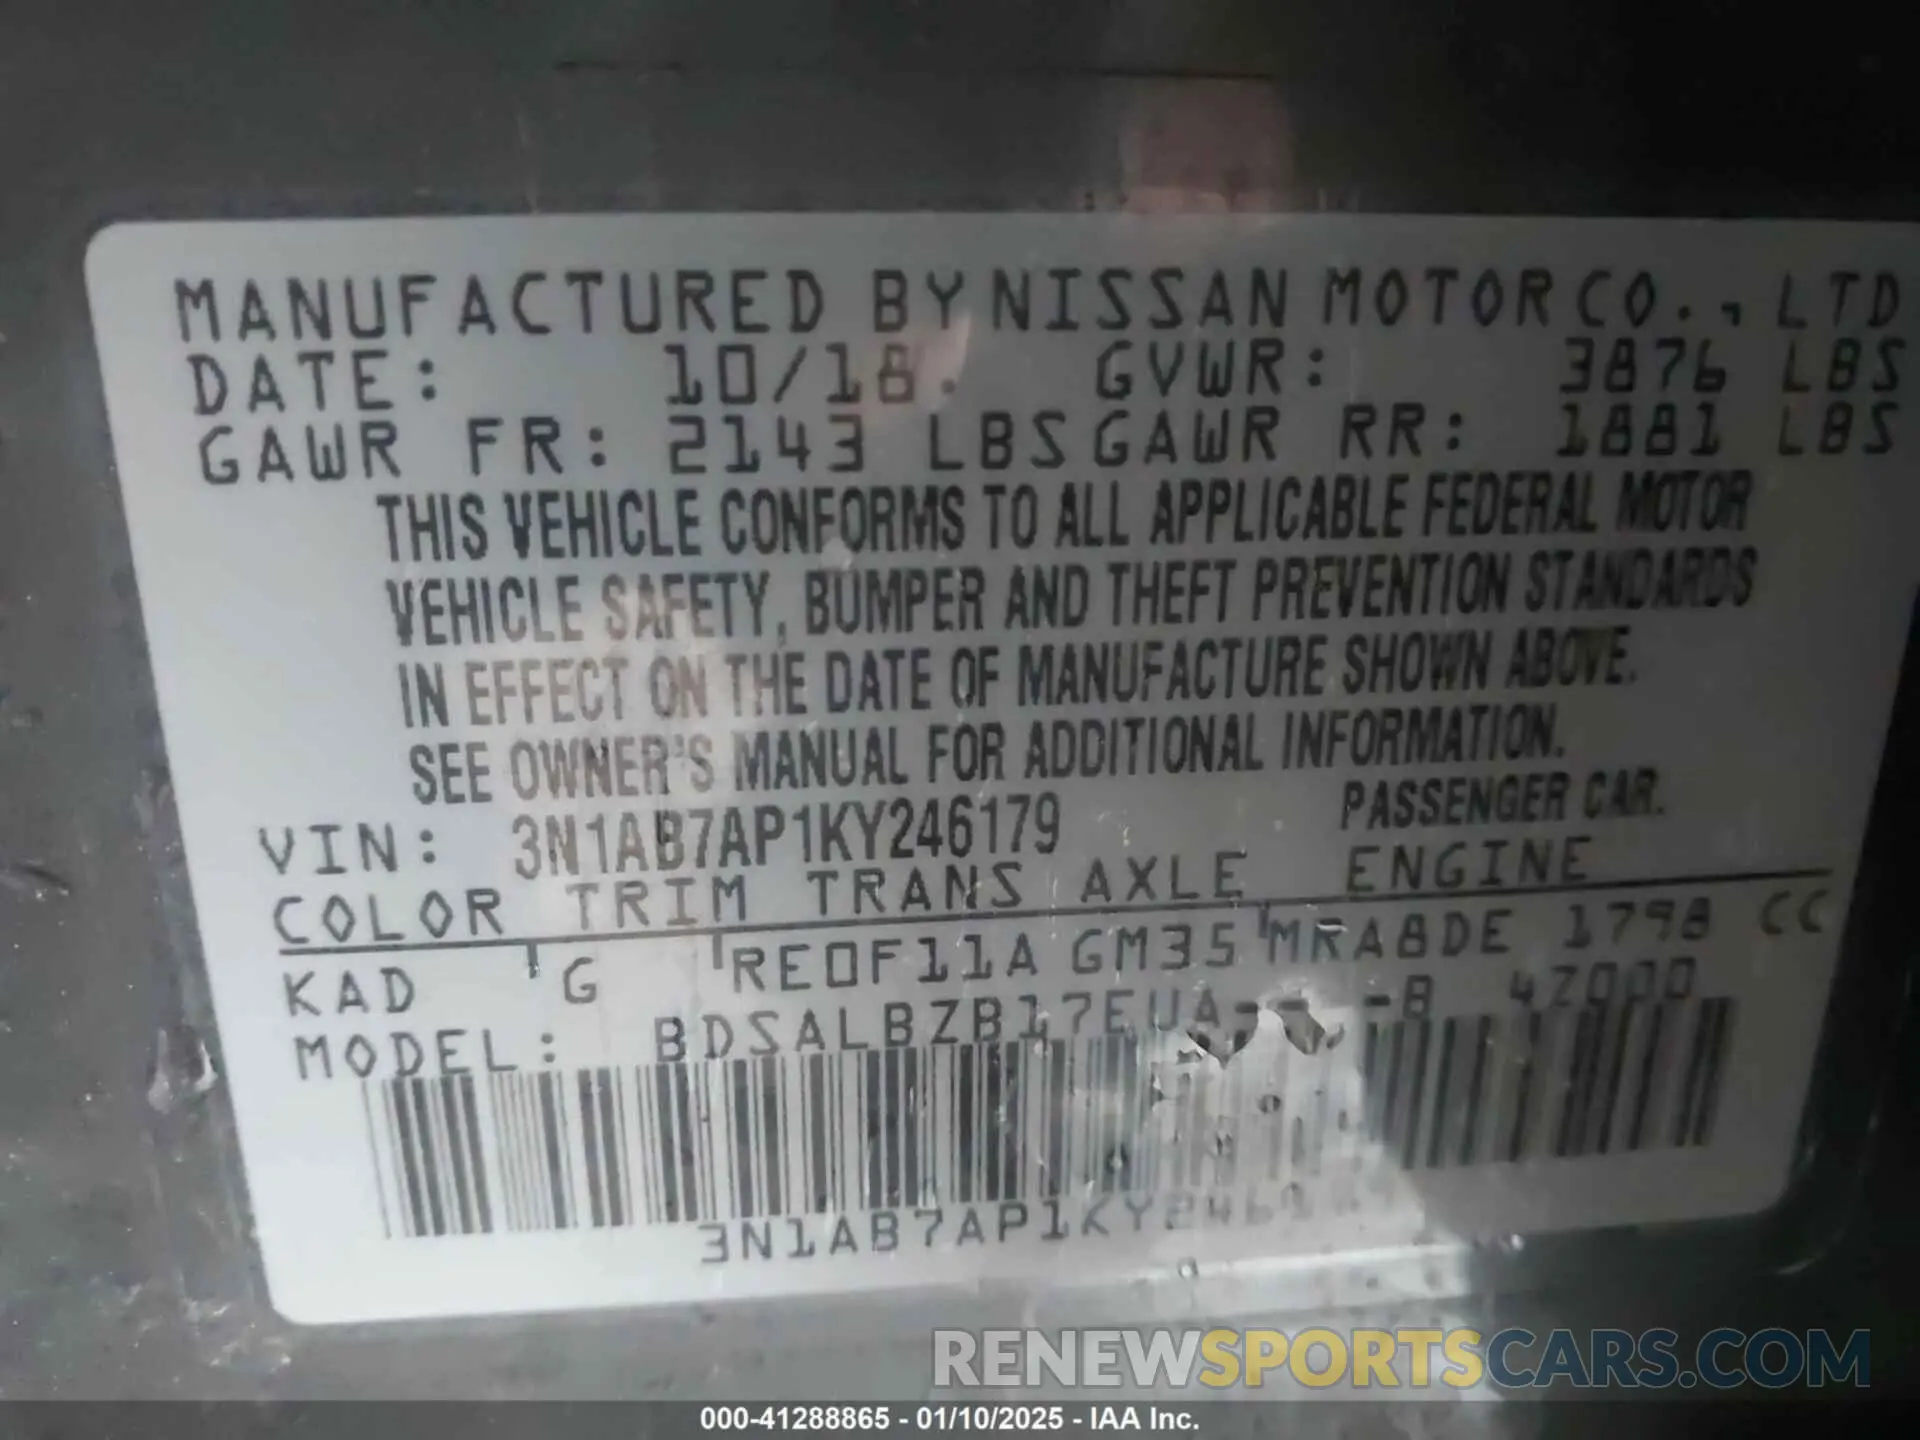 MANUFACTURED BY NISSAN MOTOR CO., LTD
DATE: 10/18. GVWR: 3876 LBS
GAWR FR: 2143 LBS GAWR RR: 1881 LBS
THIS VEHICLE CONFORMS TO ALL APPLICABLE FEDERAL MOTOR
VEHICLE SAFETY, BUMPER AND THEFT PREVENTION STANDARDS
IN EFFECT ON THE DATE OF MANUFACTURE SHOWN ABOVE.
SEE OWNER'S MANUAL FOR ADDITIONAL INFORMATION.
VIN: 3N1AB7AP1KY246179 PASSENGER CAR.
COLOR TRIM TRANS AXLE ENGINE
KAD G RE0F11A GM35 MRA8DE 1798 CC
MODEL: BDSALBZB17EUA-- -B 47000
3N1AB7AP1KY2461
RENEWSPORTSCARS.COM
000-41288865 - 01/10/2025 - IAA Inc.